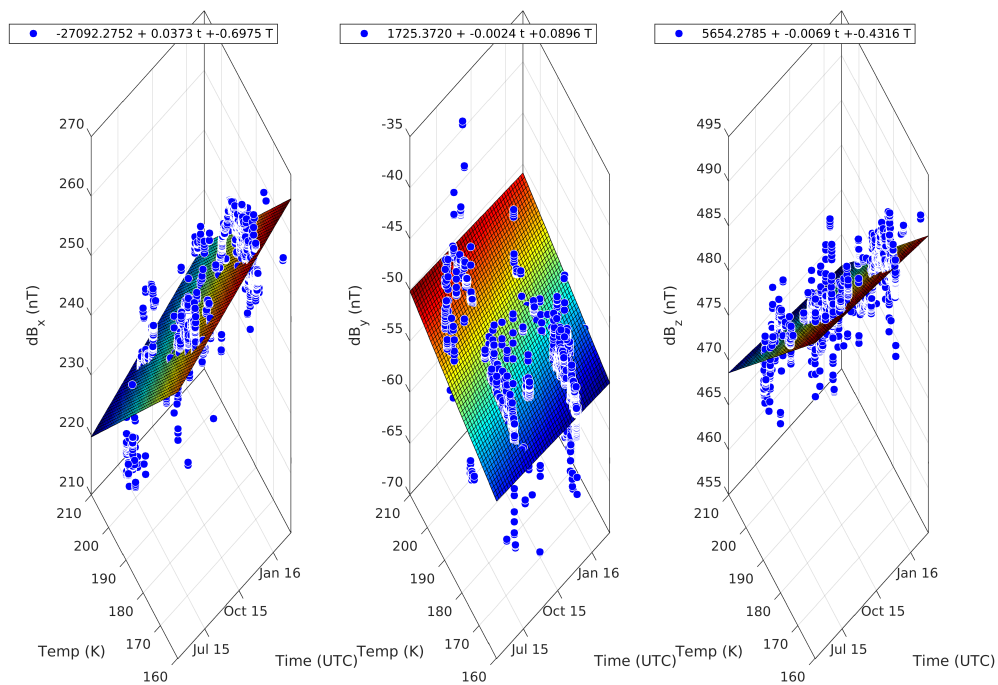 -27092.2752 + 0.0373 t +-0.6975 T
270
260
250
240
230
220
210
dB_x (nT)
210
200
190
180
170
160
Temp (K)
Jul 15
Oct 15
Jan 16
Time (UTC)
1725.3720 + -0.0024 t +0.0896 T
-35
-40
-45
-50
-55
-60
-65
-70
dB_y (nT)
210
200
190
180
170
160
Temp (K)
Jul 15
Oct 15
Jan 16
Time (UTC)
5654.2785 + -0.0069 t +-0.4316 T
495
490
485
480
475
470
465
460
455
dB_z (nT)
210
200
190
180
170
160
Temp (K)
Jul 15
Oct 15
Jan 16
Time (UTC)